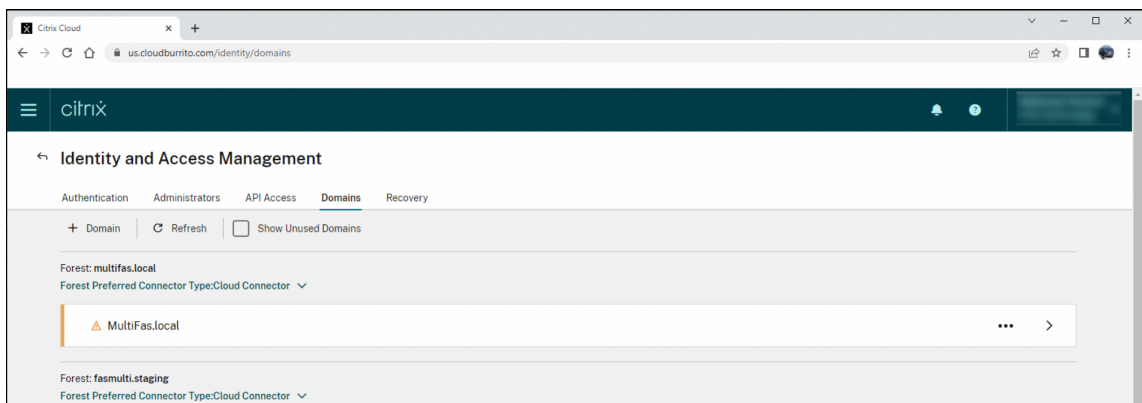 Citrix Cloud
us.cloudburrito.com/identity/domains
citrix
Identity and Access Management
Authentication Administrators API Access Domains Recovery
+ Domain Refresh Show Unused Domains
Forest: multifas.local
Forest Preferred Connector Type:Cloud Connector
MultiFas.local
Forest: fasmulti.staging
Forest Preferred Connector Type:Cloud Connector